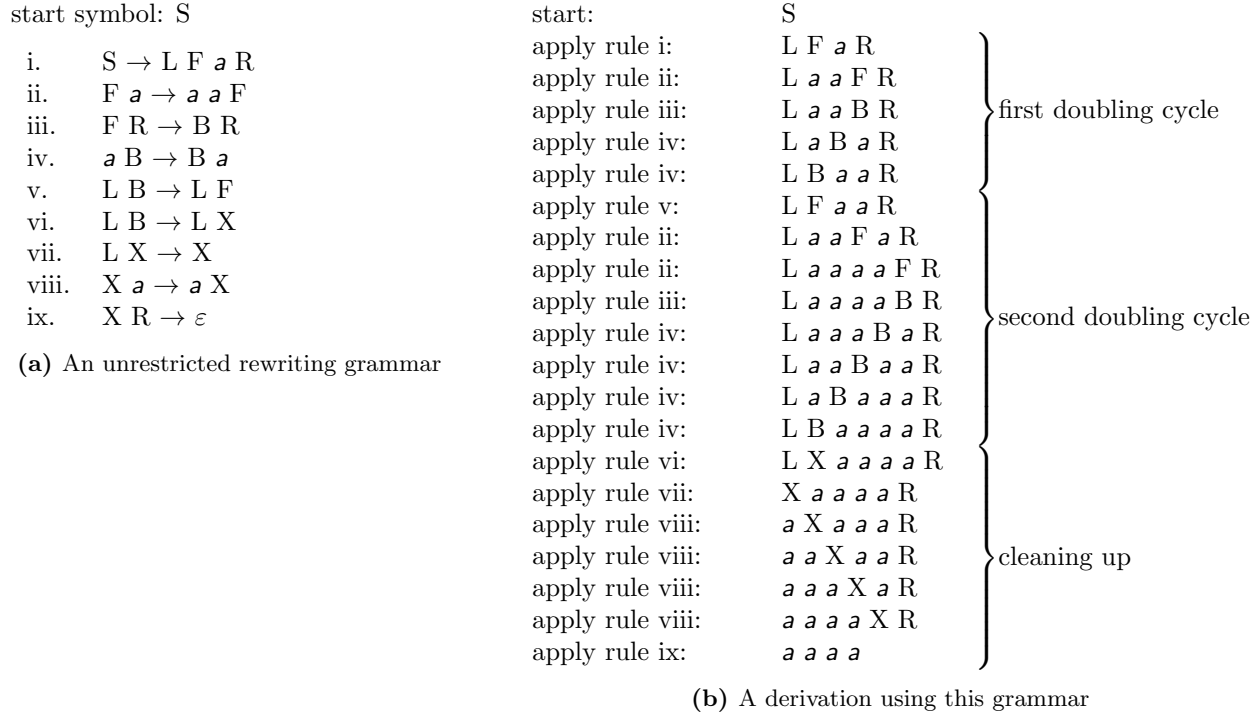 start symbol: S
i. S → L F a R
ii. F a → a a F
iii. F R → B R
iv. a B → B a
v. L B → L F
vi. L B → L X
vii. L X → X
viii. X a → a X
ix. X R → ε
(a) An unrestricted rewriting grammar
start: S
apply rule i: L F a R
apply rule ii: L a a F R
apply rule iii: L a a B R
apply rule iv: L a B a R
apply rule iv: L B a a R
first doubling cycle
apply rule v: L F a a R
apply rule ii: L a a F a R
apply rule ii: L a a a a F R
apply rule iii: L a a a a B R
apply rule iv: L a a a B a R
apply rule iv: L a a B a a R
apply rule iv: L a B a a a R
apply rule iv: L B a a a a R
second doubling cycle
apply rule vi: L X a a a a R
apply rule vii: X a a a a R
apply rule viii: a X a a a R
apply rule viii: a a X a a R
apply rule viii: a a a X a R
apply rule viii: a a a a X R
apply rule ix: a a a a
cleaning up
(b) A derivation using this grammar